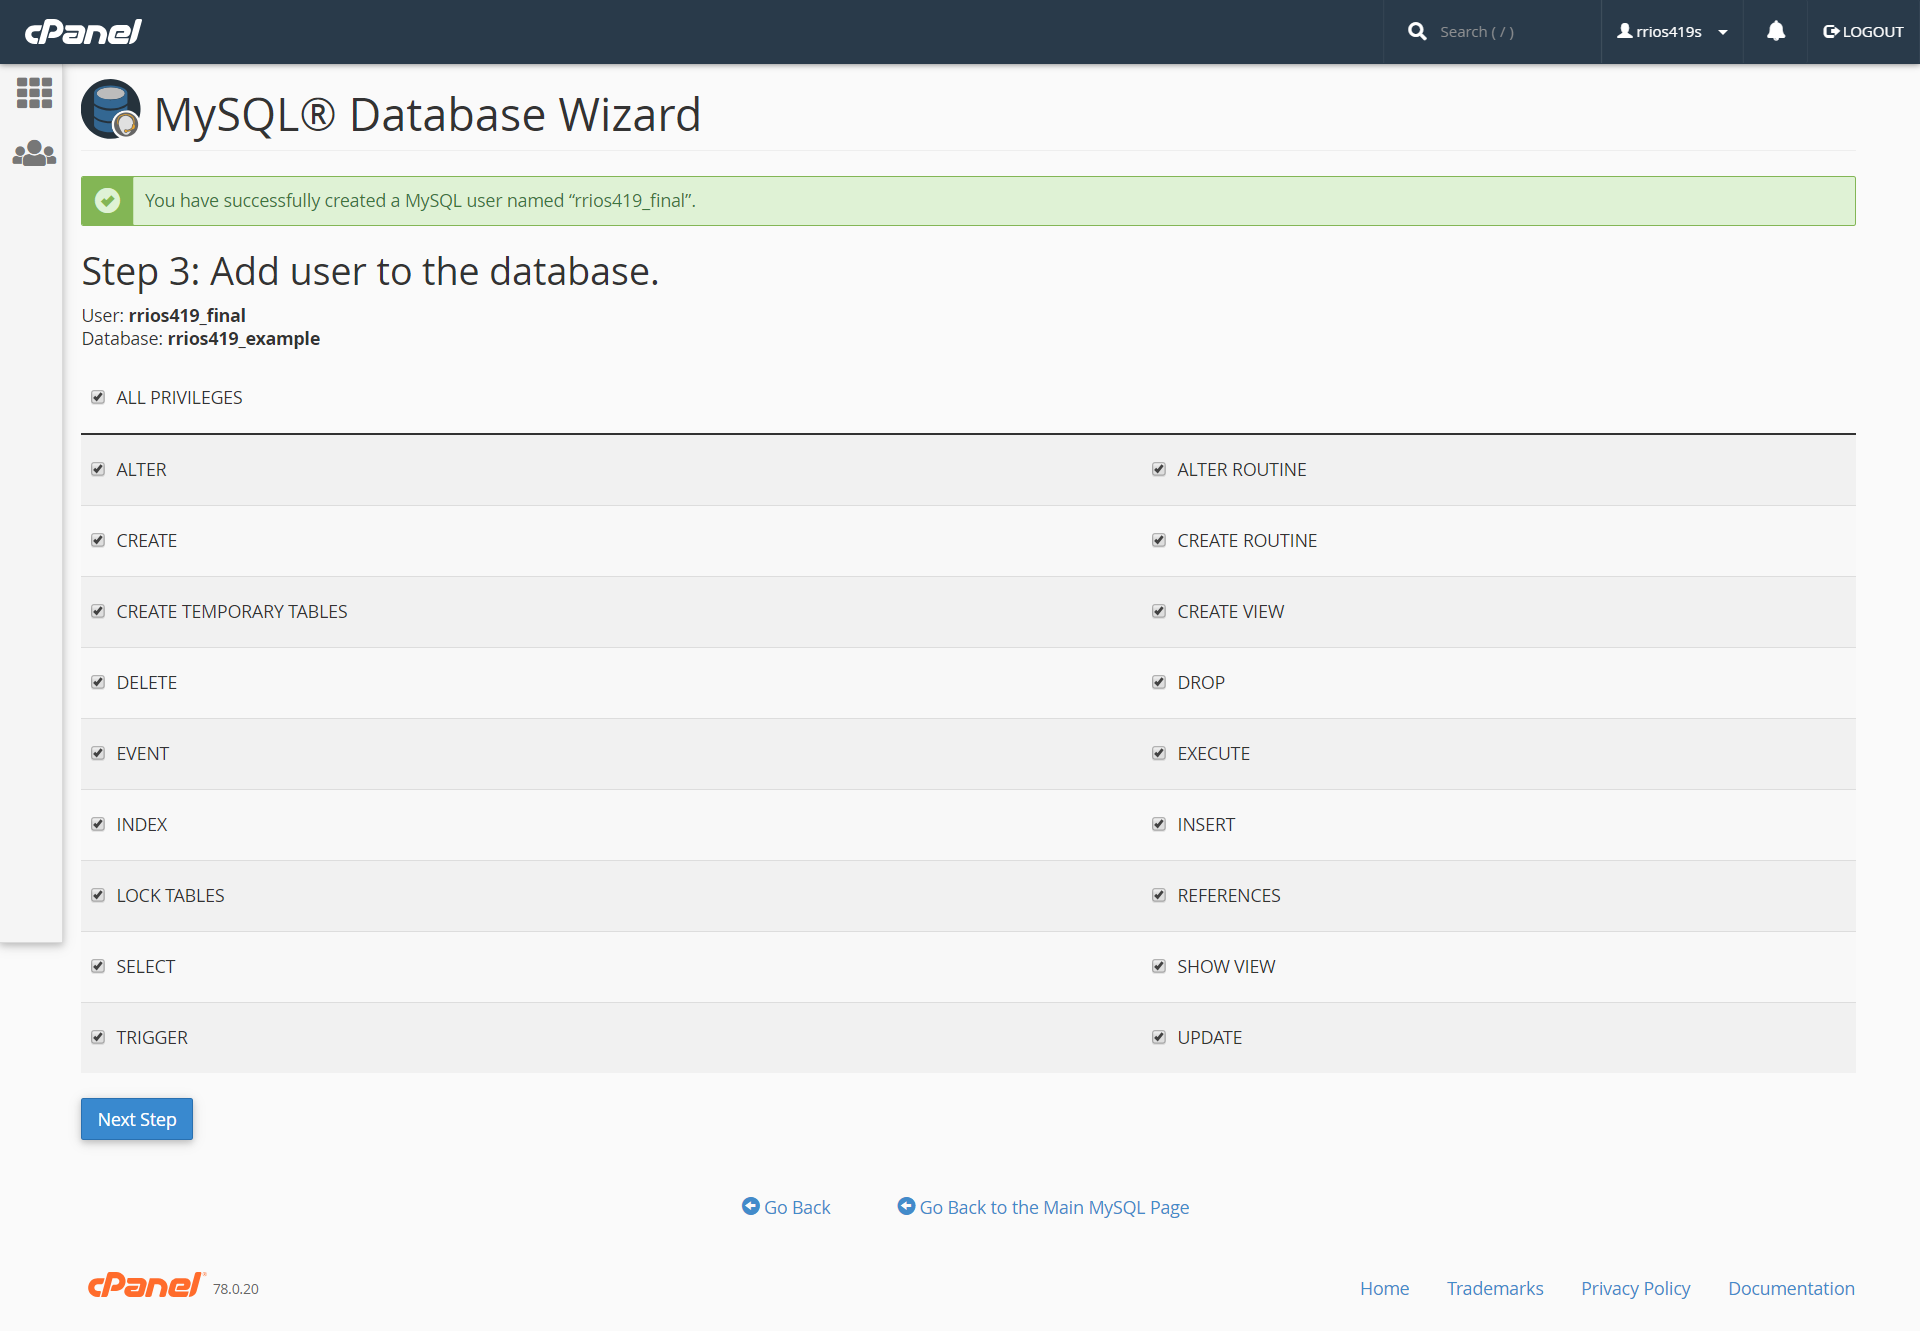 cPanel
Search ( / )
rrios419s
LOGOUT
MySQL® Database Wizard
You have successfully created a MySQL user named “rrios419_final”.
Step 3: Add user to the database.
User: rrios419_final
Database: rrios419_example
ALL PRIVILEGES
ALTER
ALTER ROUTINE
CREATE
CREATE ROUTINE
CREATE TEMPORARY TABLES
CREATE VIEW
DELETE
DROP
EVENT
EXECUTE
INDEX
INSERT
LOCK TABLES
REFERENCES
SELECT
SHOW VIEW
TRIGGER
UPDATE
Next Step
Go Back
Go Back to the Main MySQL Page
cPanel® 78.0.20
Home
Trademarks
Privacy Policy
Documentation